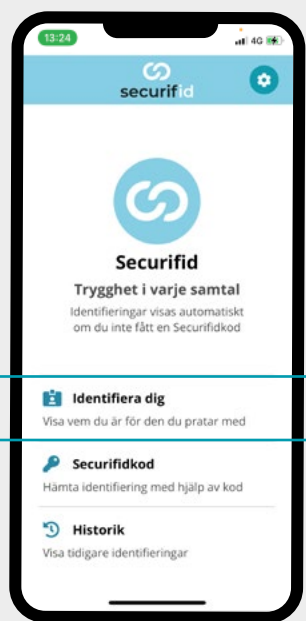 13:24
4G
securifid
Securifid
Trygghet i varje samtal
Identifieringar visas automatiskt
om du inte fått en Securifidkod
Identifiera dig
Visa vem du är för den du pratar med
Securifidkod
Hämta identifiering med hjälp av kod
Historik
Visa tidigare identifieringar